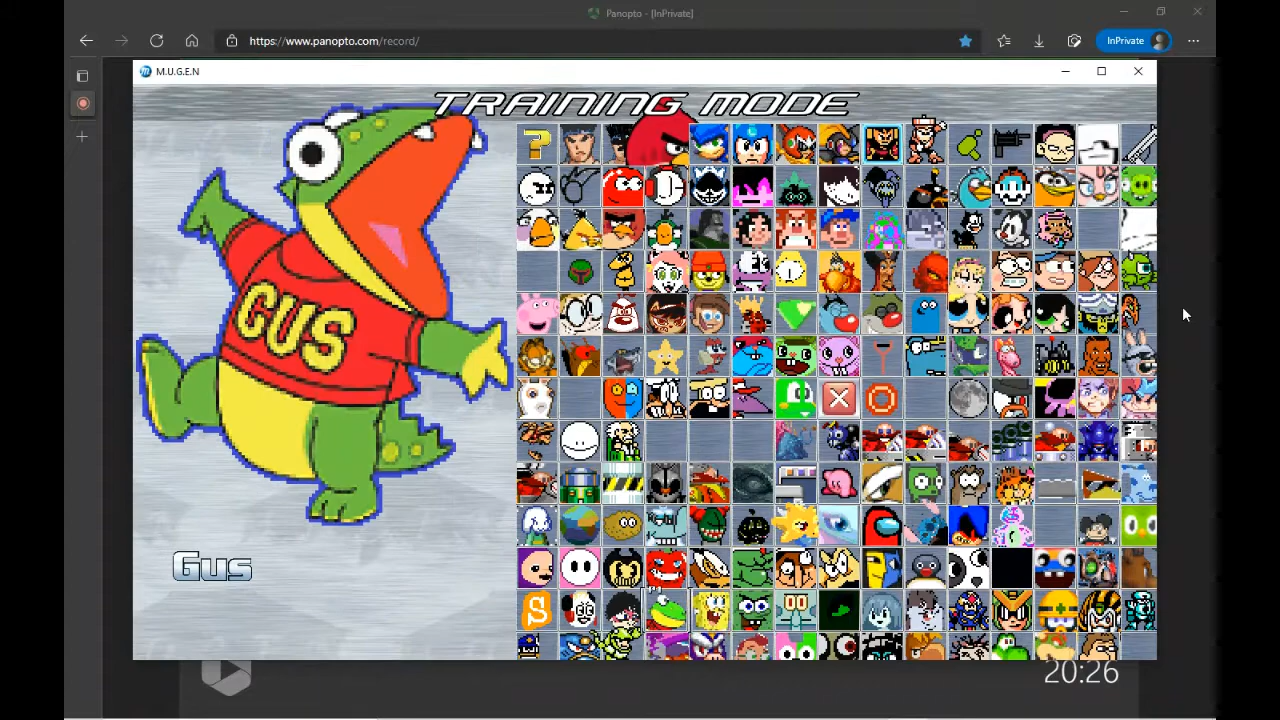 Panopto - [InPrivate]
https://www.panopto.com/record/
InPrivate
M.U.G.E.N
TRAINING MODE
?
GUS
Gus
S
20:26